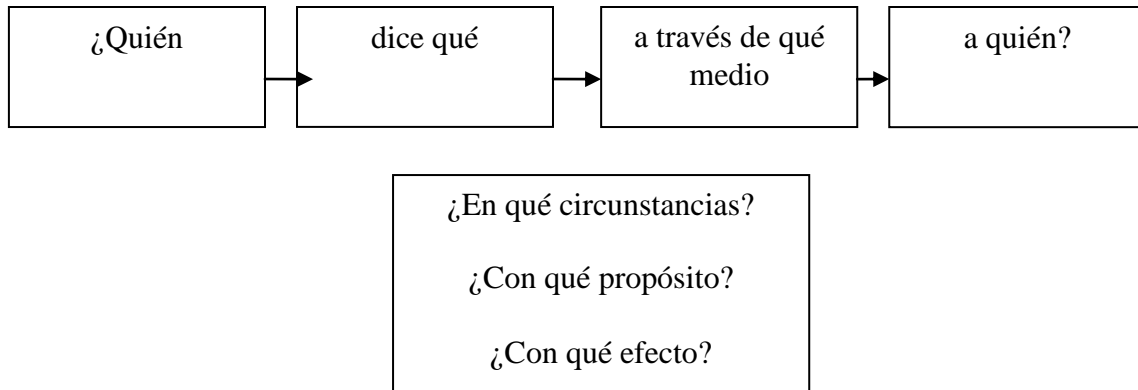 ¿Quién
dice qué
a través de qué
medio
a quién?
¿En qué circunstancias?
¿Con qué propósito?
¿Con qué efecto?